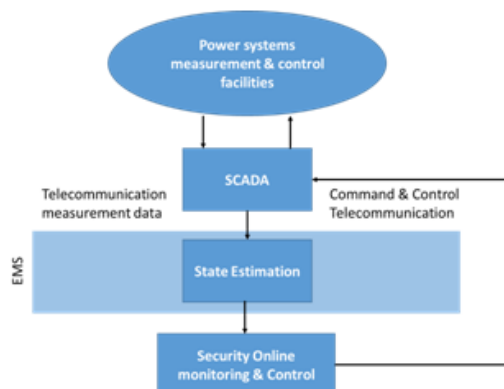 Power systems
measurement & control
facilities
SCADA
Telecommunication
measurement data
Command & Control
Telecommunication
EMS
State Estimation
Security Online
monitoring & Control